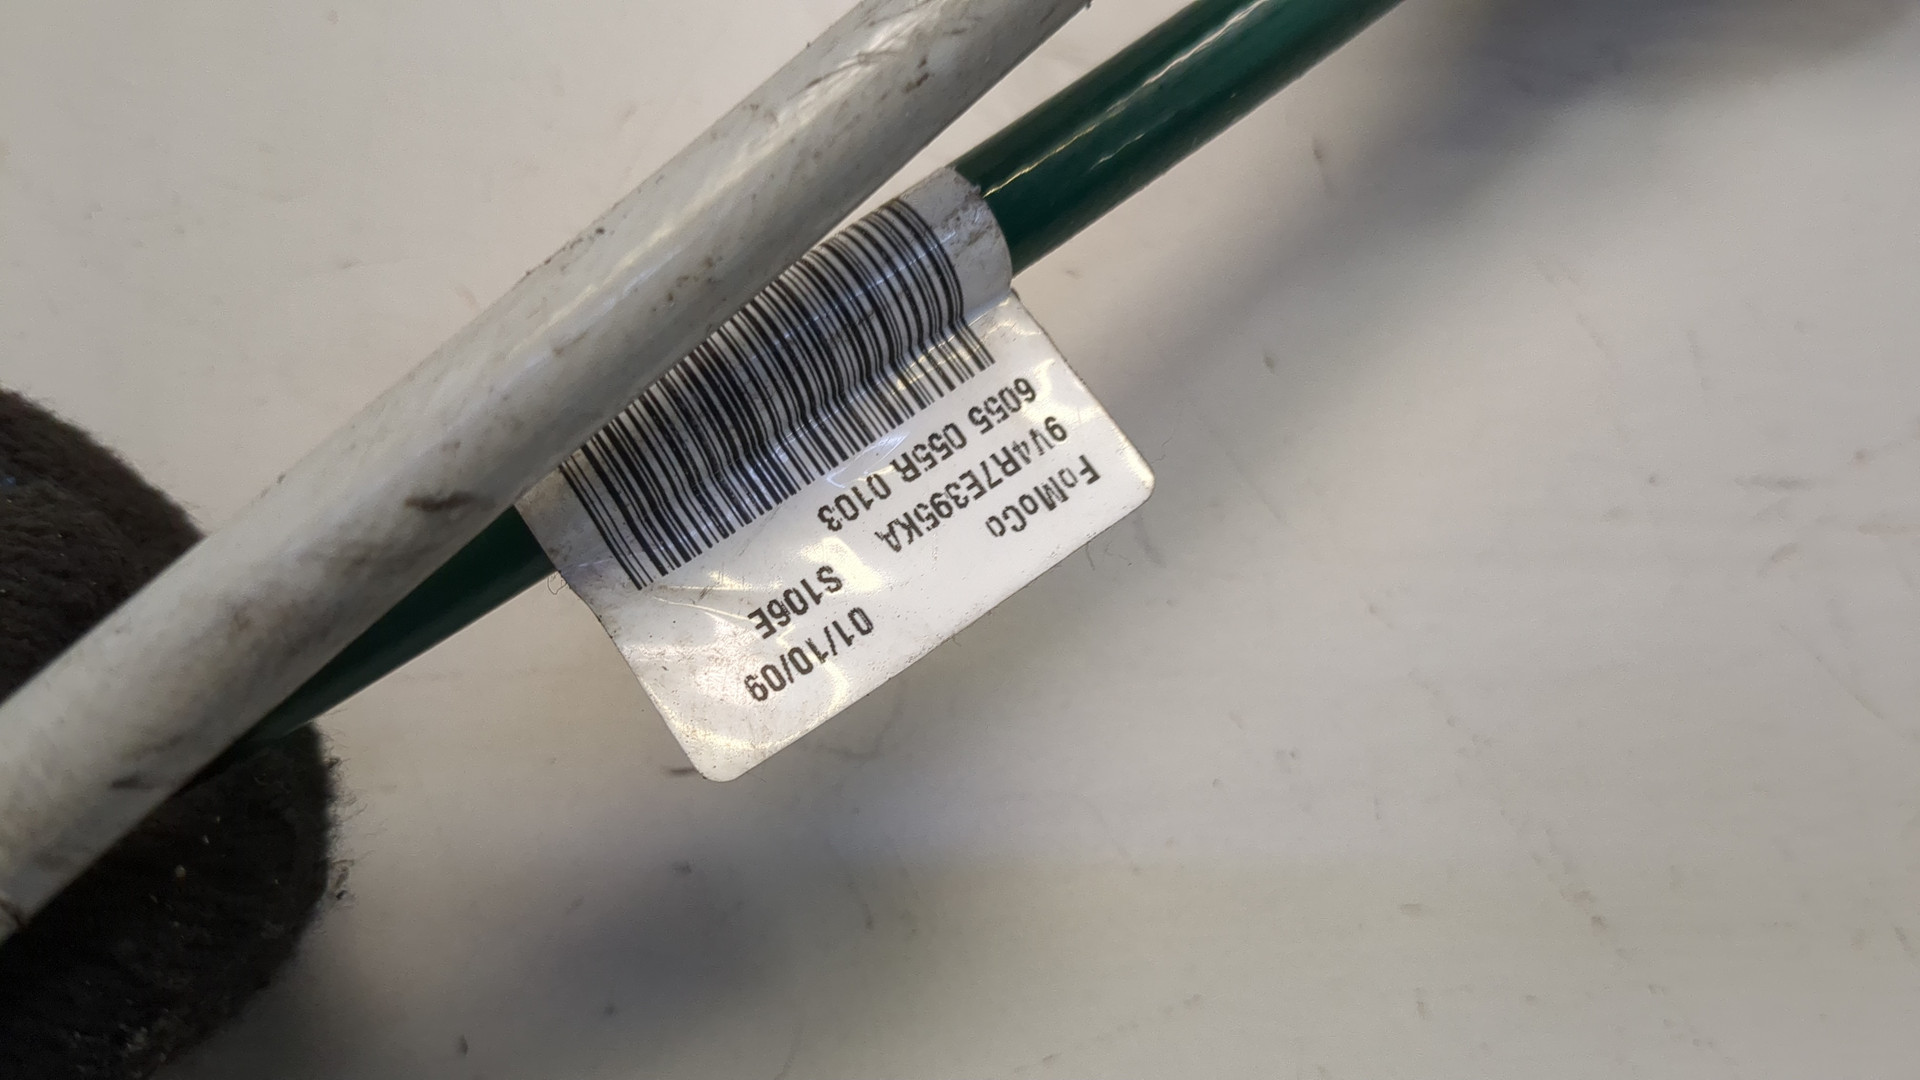 FoMoCo 01/10/09
9V4R7E395KA S106E
6055 055R 0103